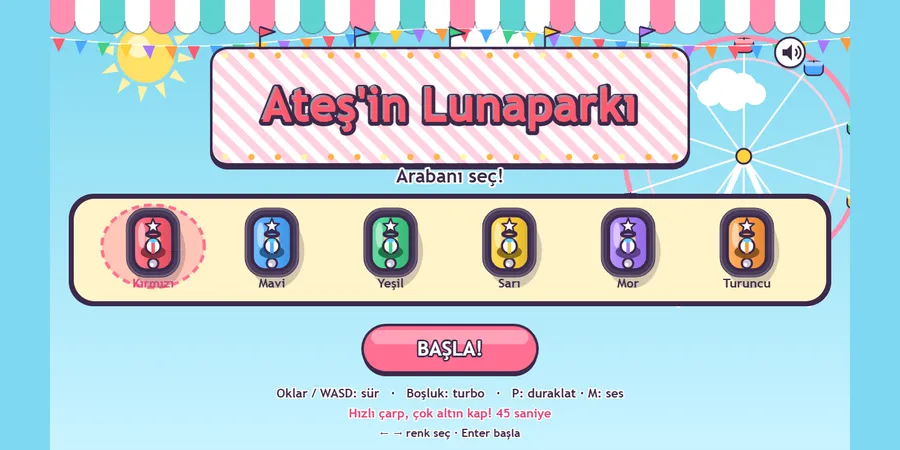 Ateş'in Lunaparkı
Arabanı seç!
Kırmızı Mavi Yeşil Sarı Mor Turuncu
BAŞLA!
Oklar / WASD: sür · Boşluk: turbo · P: duraklat · M: ses
Hızlı çarp, çok altın kap! 45 saniye
← → renk seç · Enter başla